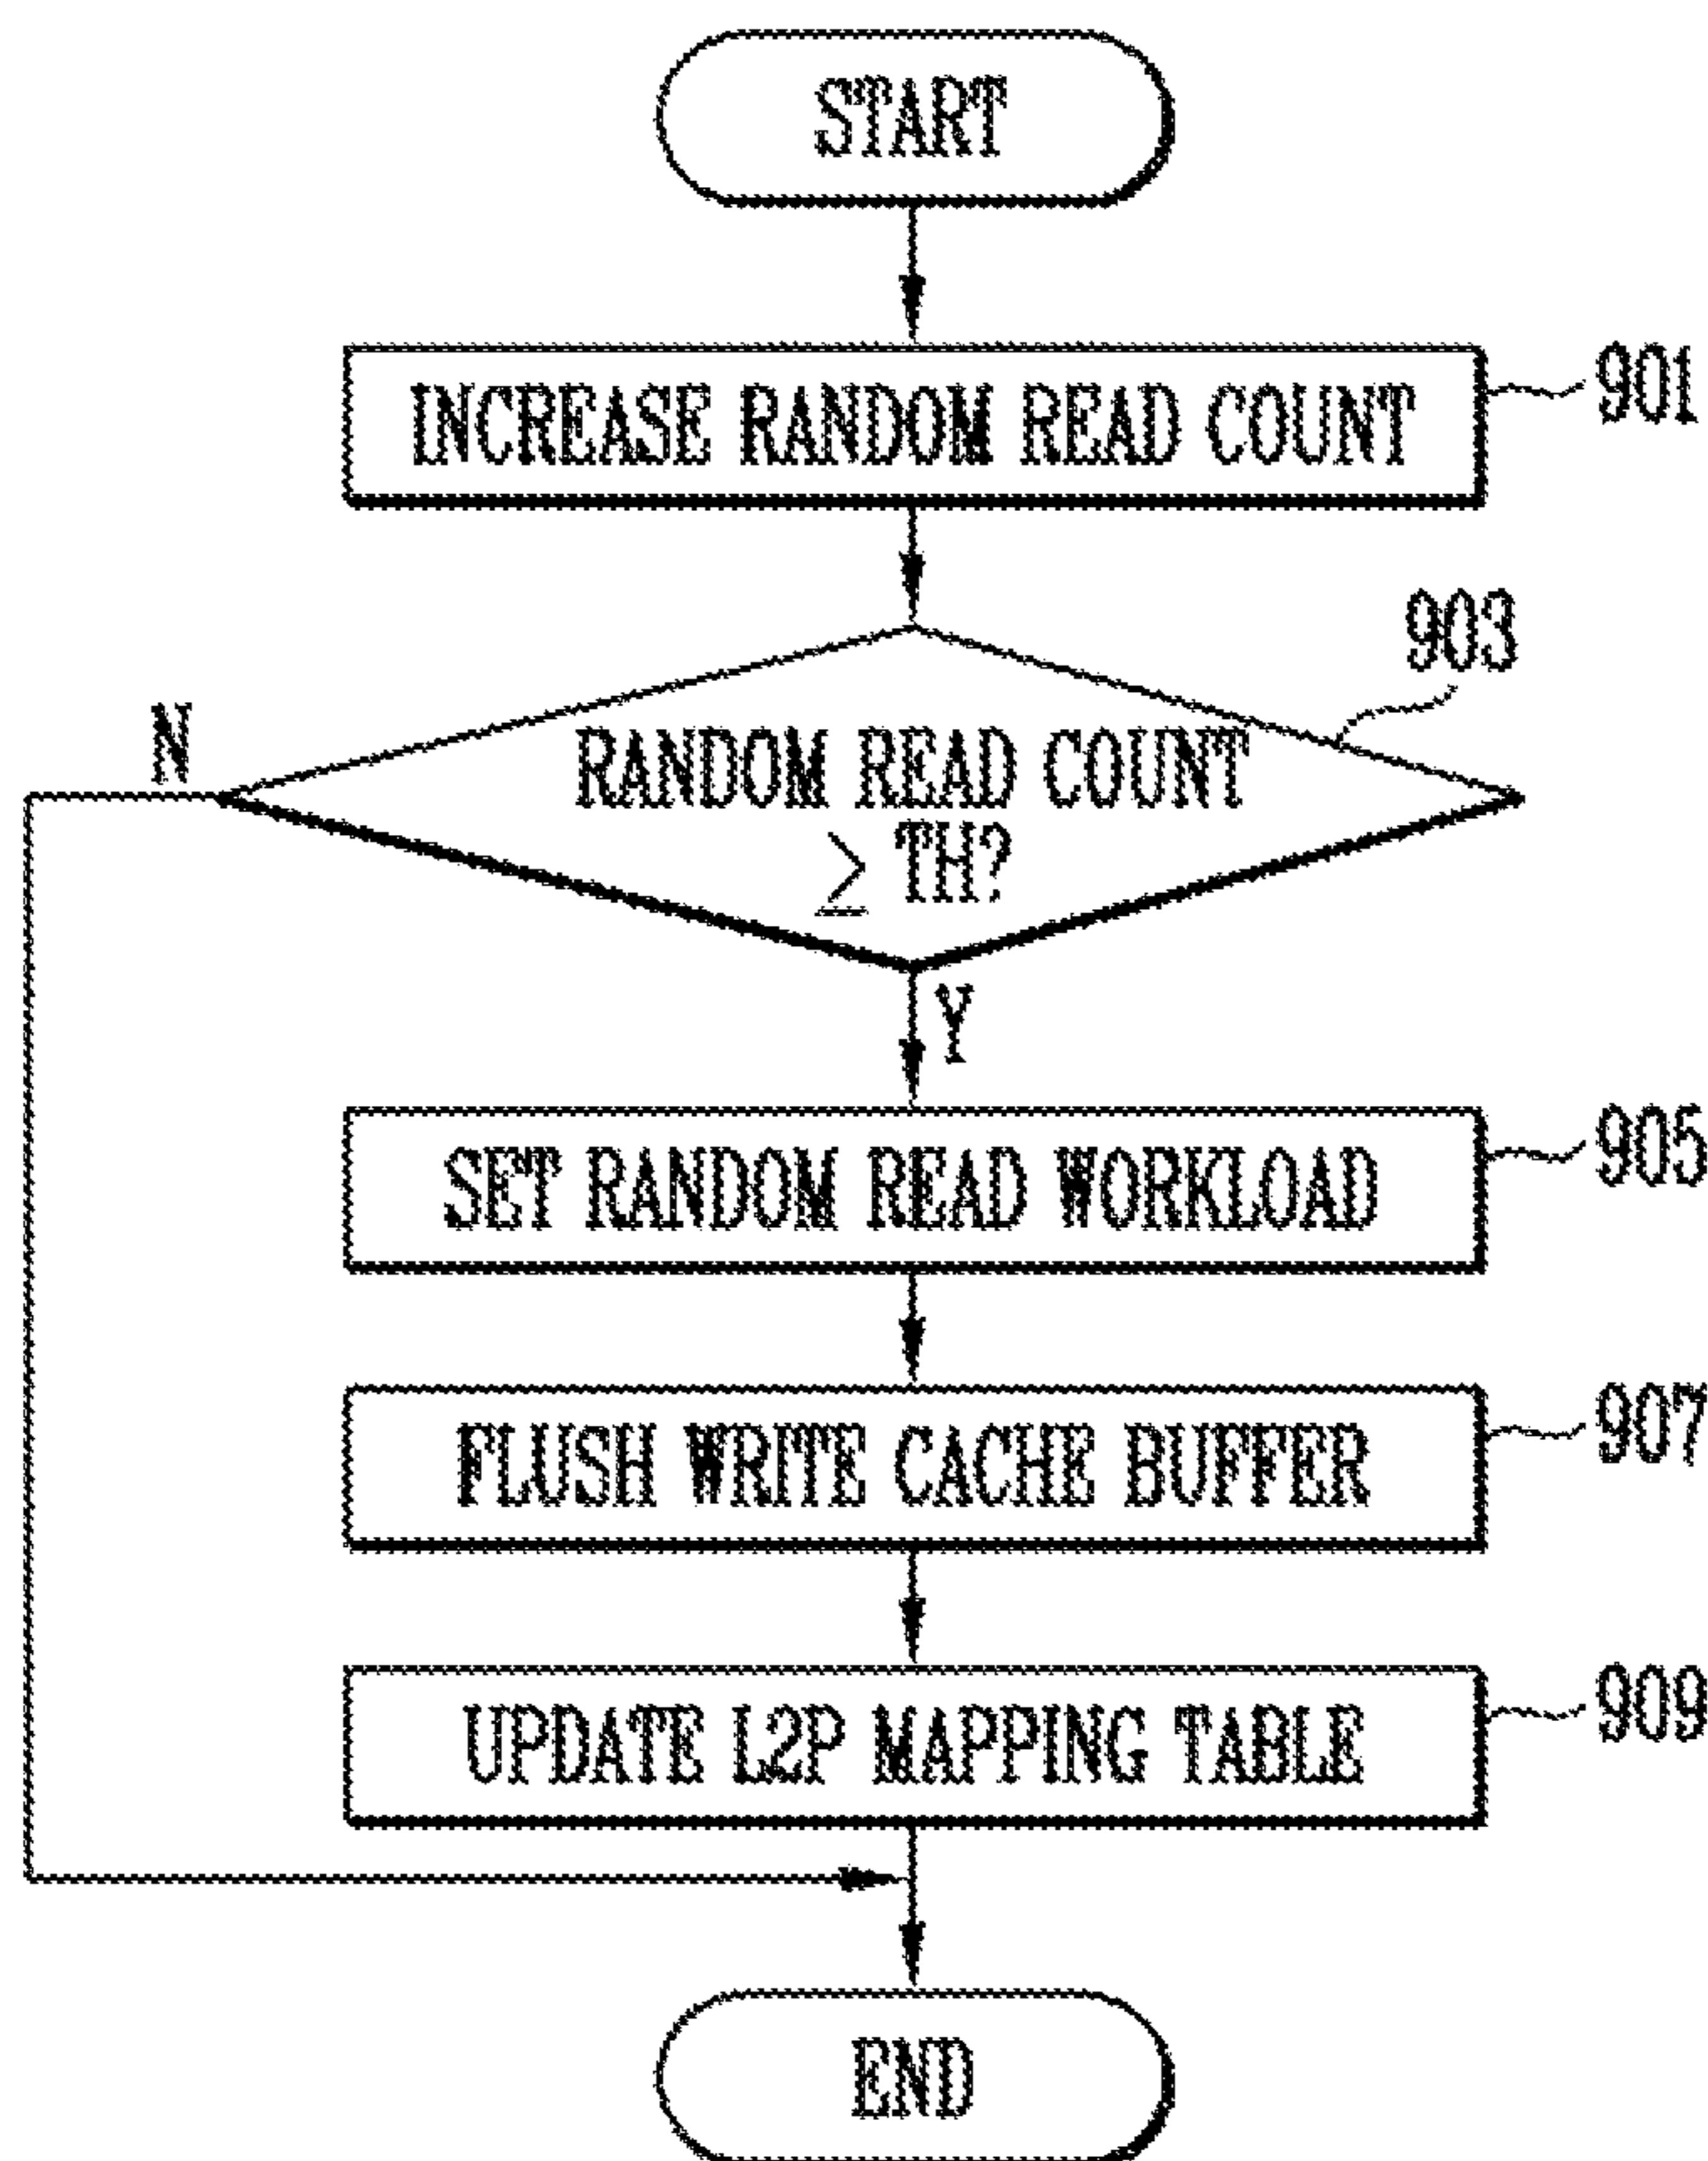 START
INCREASE RANDOM READ COUNT
901
903
N
RANDOM READ COUNT
≥ TH?
Y
SET RANDOM READ WORKLOAD
905
FLUSH WRITE CACHE BUFFER
907
UPDATE L2P MAPPING TABLE
909
END